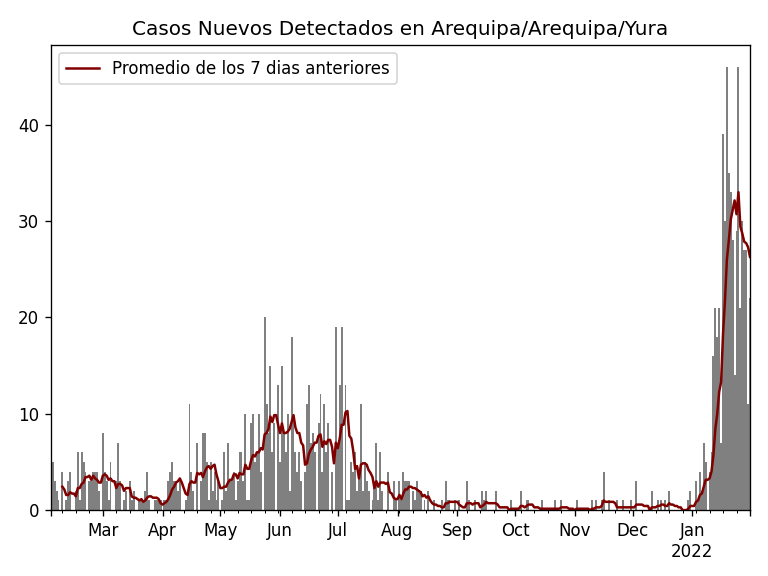 Casos Nuevos Detectados en Arequipa/Arequipa/Yura
Promedio de los 7 dias anteriores
40
30
20
10
0
Mar Apr May Jun Jul Aug Sep Oct Nov Dec Jan
2022